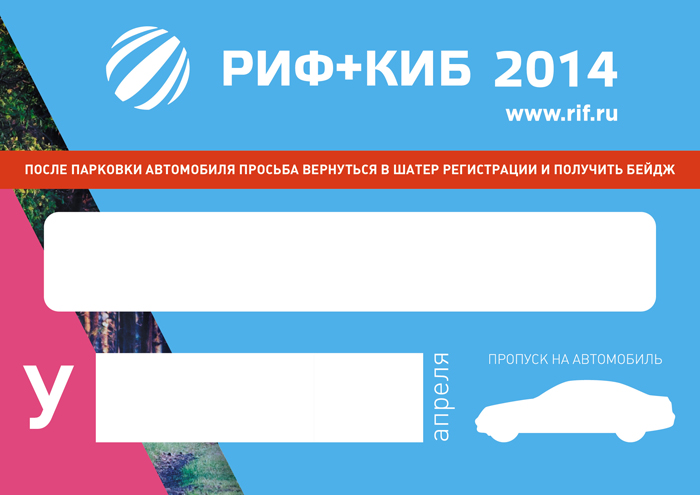 РИФ+КИБ 2014
www.rif.ru
ПОСЛЕ ПАРКОВКИ АВТОМОБИЛЯ ПРОСЬБА ВЕРНУТЬСЯ В ШАТЕР РЕГИСТРАЦИИ И ПОЛУЧИТЬ БЕЙДЖ
У
апреля
ПРОПУСК НА АВТОМОБИЛЬ